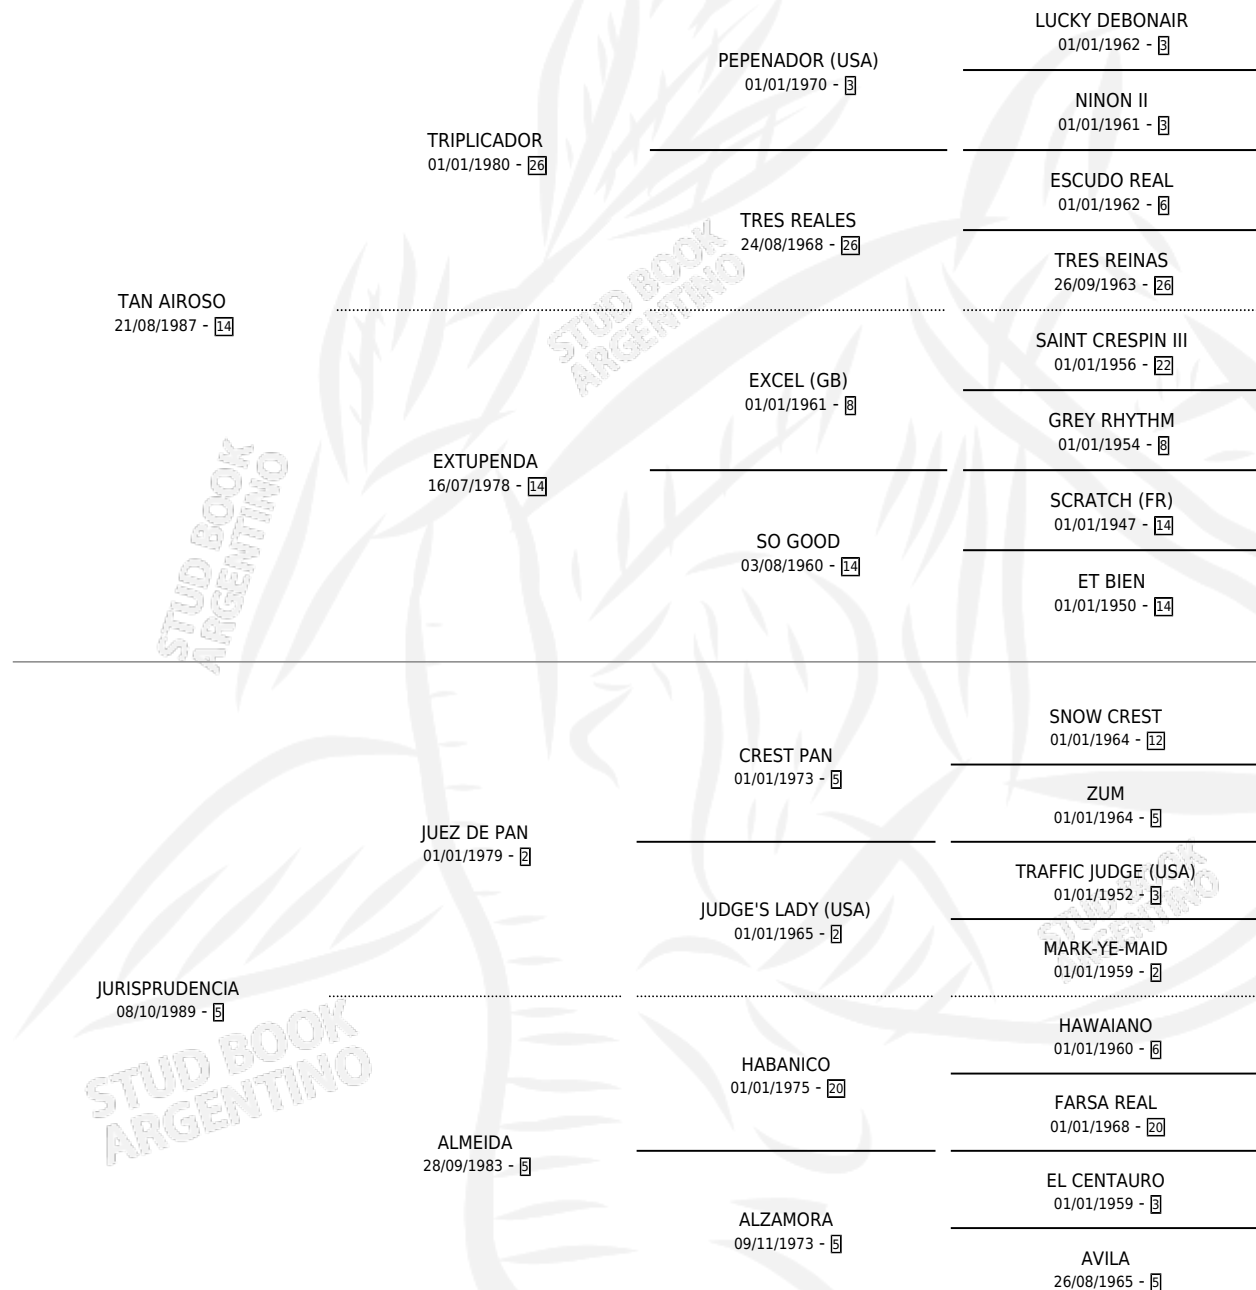 LUCKY DEBONAIR
01/01/1962 - 3
PEPENADOR (USA)
01/01/1970 - 3
NINON II
01/01/1961 - 3
TRIPLICADOR
01/01/1980 - 26
ESCUDO REAL
01/01/1962 - 6
TRES REALES
24/08/1968 - 26
TRES REINAS
26/09/1963 - 26
TAN AIROSO
21/08/1987 - 14
SAINT CRESPIN III
01/01/1956 - 22
EXCEL (GB)
01/01/1961 - 8
GREY RHYTHM
01/01/1954 - 8
EXTUPENDA
16/07/1978 - 14
SCRATCH (FR)
01/01/1947 - 14
SO GOOD
03/08/1960 - 14
ET BIEN
01/01/1950 - 14
SNOW CREST
01/01/1964 - 12
CREST PAN
01/01/1973 - 5
ZUM
01/01/1964 - 5
JUEZ DE PAN
01/01/1979 - 2
TRAFFIC JUDGE (USA)
01/01/1952 - 3
JUDGE'S LADY (USA)
01/01/1965 - 2
MARK-YE-MAID
01/01/1959 - 2
JURISPRUDENCIA
08/10/1989 - 5
HAWAIANO
01/01/1960 - 6
HABANICO
01/01/1975 - 20
FARSA REAL
01/01/1968 - 20
ALMEIDA
28/09/1983 - 5
EL CENTAURO
01/01/1959 - 3
ALZAMORA
09/11/1973 - 5
AVILA
26/08/1965 - 5
STUD BOOK
ARGENTINO
STUD BOOK
ARGENTINO
STUD BOOK
ARGENTINO
STUD BOOK
ARGENTINO